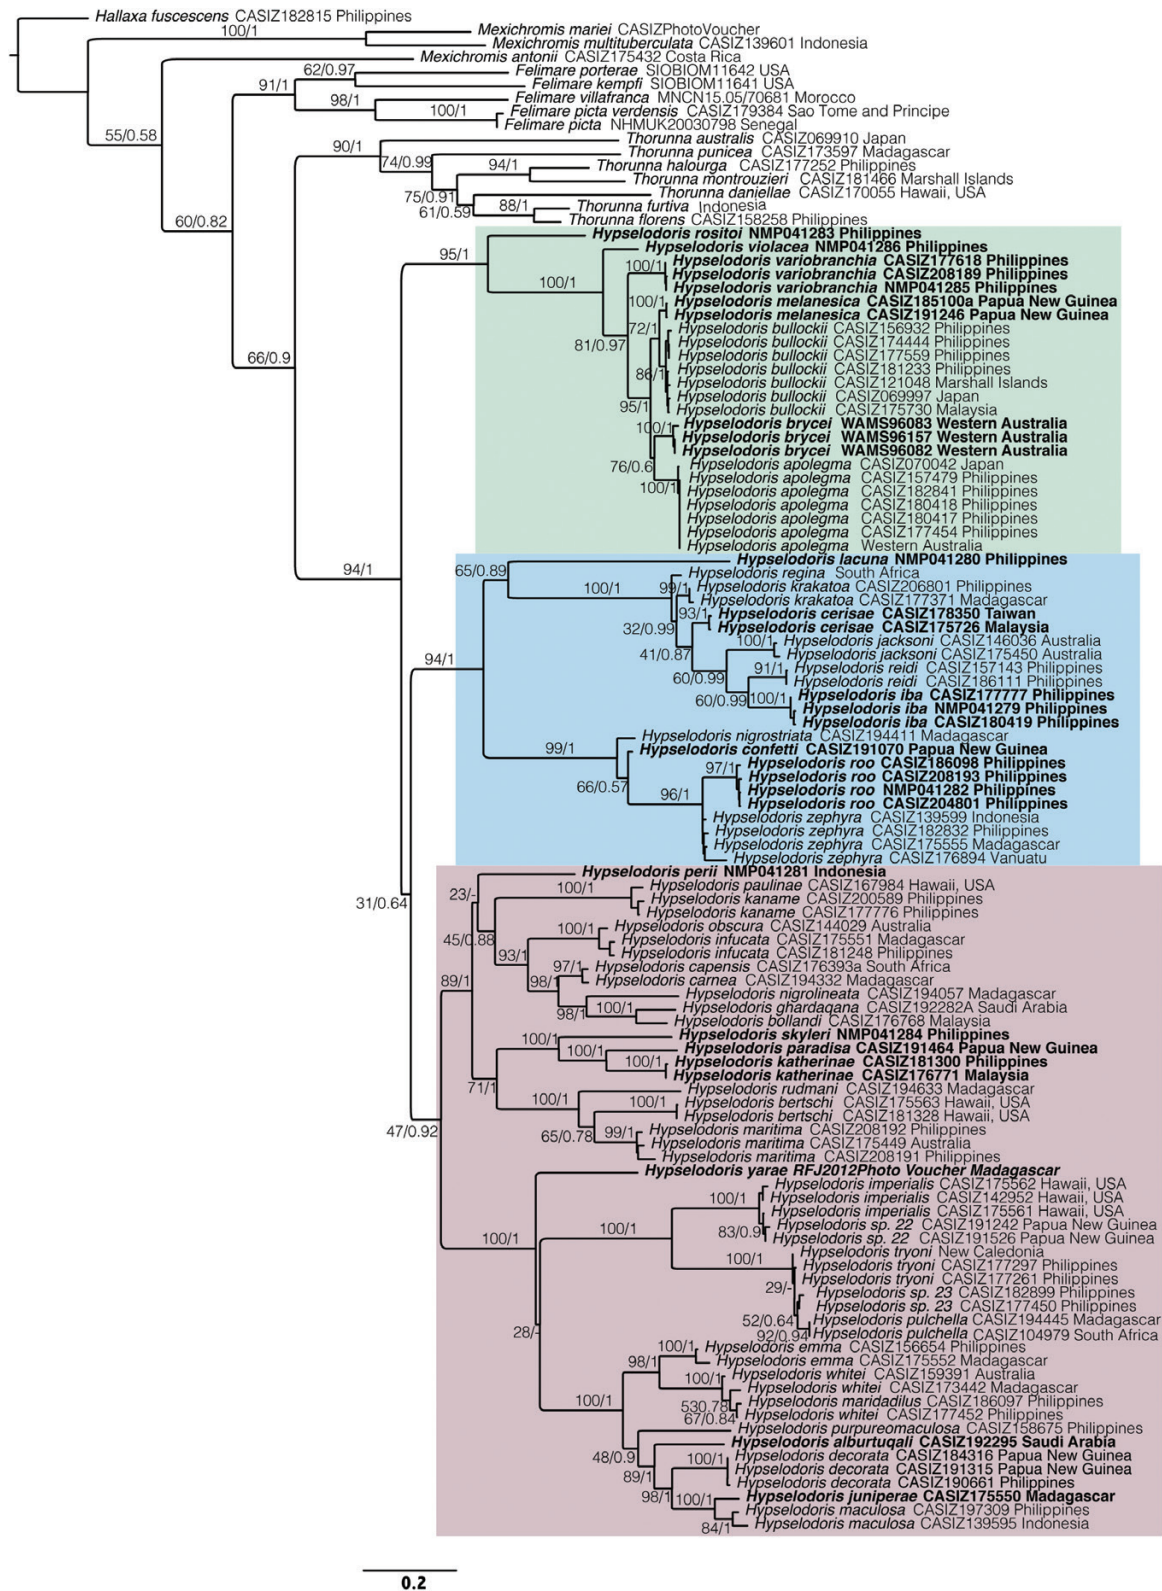 Hallaxa fuscescens CASIZ182815 Philippines
100/1
Mexichromis mariei CASIZPhotoVoucher
Mexichromis multituberculata CASIZ139601 Indonesia
Mexichromis antonii CASIZ175432 Costa Rica
62/0.97
Felimare porterae SIOBIOM11642 USA
91/1
Felimare kempfi SIOBIOM11641 USA
98/1
Felimare villafranca MNCN15.05/70681 Morocco
100/1
Felimare picta verdensis CASIZ179384 Sao Tome and Principe
Felimare picta NHMUK20030798 Senegal
55/0.58
Thorunna australis CASIZ069910 Japan
90/1
Thorunna punicea CASIZ173597 Madagascar
74/0.99
94/1
Thorunna halourga CASIZ177252 Philippines
Thorunna montrouzieri CASIZ181466 Marshall Islands
75/0.91
Thorunna daniellae CASIZ170055 Hawaii, USA
61/0.59
88/1
Thorunna furtiva Indonesia
Thorunna florens CASIZ158258 Philippines
60/0.82
Hypselodoris rositoi NMP041283 Philippines
95/1
Hypselodoris violacea NMP041286 Philippines
100/1
Hypselodoris variobranchia CASIZ177618 Philippines
100/1
Hypselodoris variobranchia CASIZ208189 Philippines
Hypselodoris variobranchia NMP041285 Philippines
100/1
Hypselodoris melanesica CASIZ185100a Papua New Guinea
Hypselodoris melanesica CASIZ191246 Papua New Guinea
72/1
Hypselodoris bullockii CASIZ156932 Philippines
81/0.97
Hypselodoris bullockii CASIZ174444 Philippines
66/0.9
Hypselodoris bullockii CASIZ177559 Philippines
86/1
Hypselodoris bullockii CASIZ181233 Philippines
Hypselodoris bullockii CASIZ121048 Marshall Islands
Hypselodoris bullockii CASIZ069997 Japan
95/1
Hypselodoris bullockii CASIZ175730 Malaysia
100/1
Hypselodoris brycei WAMS96083 Western Australia
Hypselodoris brycei WAMS96157 Western Australia
Hypselodoris brycei WAMS96082 Western Australia
76/0.6
Hypselodoris apolegma CASIZ070042 Japan
Hypselodoris apolegma CASIZ157479 Philippines
100/1
Hypselodoris apolegma CASIZ182841 Philippines
Hypselodoris apolegma CASIZ180418 Philippines
Hypselodoris apolegma CASIZ180417 Philippines
Hypselodoris apolegma CASIZ177454 Philippines
Hypselodoris apolegma Western Australia
94/1
Hypselodoris lacuna NMP041280 Philippines
65/0.89
Hypselodoris regina South Africa
100/1
99/1
Hypselodoris krakatoa CASIZ206801 Philippines
Hypselodoris krakatoa CASIZ177371 Madagascar
93/1
Hypselodoris cerisae CASIZ178350 Taiwan
32/0.99
Hypselodoris cerisae CASIZ175726 Malaysia
100/1
Hypselodoris jacksoni CASIZ146036 Australia
41/0.87
Hypselodoris jacksoni CASIZ175450 Australia
94/1
91/1
Hypselodoris reidi CASIZ157143 Philippines
60/0.99
Hypselodoris reidi CASIZ186111 Philippines
60/0.99
100/1
Hypselodoris iba CASIZ177777 Philippines
Hypselodoris iba NMP041279 Philippines
Hypselodoris iba CASIZ180419 Philippines
Hypselodoris nigrostriata CASIZ194411 Madagascar
99/1
Hypselodoris confetti CASIZ191070 Papua New Guinea
97/1
Hypselodoris roo CASIZ186098 Philippines
66/0.57
Hypselodoris roo CASIZ208193 Philippines
96/1
Hypselodoris roo NMP041282 Philippines
Hypselodoris roo CASIZ204801 Philippines
Hypselodoris zephyra CASIZ139599 Indonesia
Hypselodoris zephyra CASIZ182832 Philippines
Hypselodoris zephyra CASIZ175555 Madagascar
Hypselodoris zephyra CASIZ176894 Vanuatu
Hypselodoris perii NMP041281 Indonesia
31/0.64
23/-
100/1
Hypselodoris paulinae CASIZ167984 Hawaii, USA
Hypselodoris kaname CASIZ200589 Philippines
Hypselodoris kaname CASIZ177776 Philippines
45/0.88
100/1
Hypselodoris obscura CASIZ144029 Australia
Hypselodoris infucata CASIZ175551 Madagascar
93/1
Hypselodoris infucata CASIZ181248 Philippines
97/1
Hypselodoris capensis CASIZ176393a South Africa
89/1
98/1
Hypselodoris carnea CASIZ194332 Madagascar
Hypselodoris nigrolineata CASIZ194057 Madagascar
98/1
100/1
Hypselodoris ghardaqana CASIZ192282A Saudi Arabia
Hypselodoris bollandi CASIZ176768 Malaysia
100/1
Hypselodoris skyleri NMP041284 Philippines
100/1
Hypselodoris paradisa CASIZ191464 Papua New Guinea
100/1
Hypselodoris katherinae CASIZ181300 Philippines
Hypselodoris katherinae CASIZ176771 Malaysia
71/1
Hypselodoris rudmani CASIZ194633 Madagascar
100/1
100/1
Hypselodoris bertschi CASIZ175563 Hawaii, USA
Hypselodoris bertschi CASIZ181328 Hawaii, USA
47/0.92
65/0.78
99/1
Hypselodoris maritima CASIZ208192 Philippines
Hypselodoris maritima CASIZ175449 Australia
Hypselodoris maritima CASIZ208191 Philippines
Hypselodoris yarae RFJ2012Photo Voucher Madagascar
Hypselodoris imperialis CASIZ175562 Hawaii, USA
100/1
Hypselodoris imperialis CASIZ142952 Hawaii, USA
Hypselodoris imperialis CASIZ175561 Hawaii, USA
83/0.9
Hypselodoris sp. 22 CASIZ191242 Papua New Guinea
100/1
100/1
Hypselodoris sp. 22 CASIZ191526 Papua New Guinea
Hypselodoris tryoni New Caledonia
100/1
Hypselodoris tryoni CASIZ177297 Philippines
Hypselodoris tryoni CASIZ177261 Philippines
29/-
Hypselodoris sp. 23 CASIZ182899 Philippines
Hypselodoris sp. 23 CASIZ177450 Philippines
52/0.64
Hypselodoris pulchella CASIZ194445 Madagascar
28/-
92/0.94
Hypselodoris pulchella CASIZ104979 South Africa
100/1
Hypselodoris emma CASIZ156654 Philippines
98/1
Hypselodoris emma CASIZ175552 Madagascar
100/1
Hypselodoris whitei CASIZ159391 Australia
Hypselodoris whitei CASIZ173442 Madagascar
100/1
530.78
Hypselodoris maridadilus CASIZ186097 Philippines
67/0.84
Hypselodoris whitei CASIZ177452 Philippines
Hypselodoris purpureomaculosa CASIZ158675 Philippines
Hypselodoris alburtuqali CASIZ192295 Saudi Arabia
48/0.9
100/1
Hypselodoris decorata CASIZ184316 Papua New Guinea
89/1
Hypselodoris decorata CASIZ191315 Papua New Guinea
Hypselodoris decorata CASIZ190661 Philippines
98/1
100/1
Hypselodoris juniperae CASIZ175550 Madagascar
Hypselodoris maculosa CASIZ197309 Philippines
84/1
Hypselodoris maculosa CASIZ139595 Indonesia
0.2